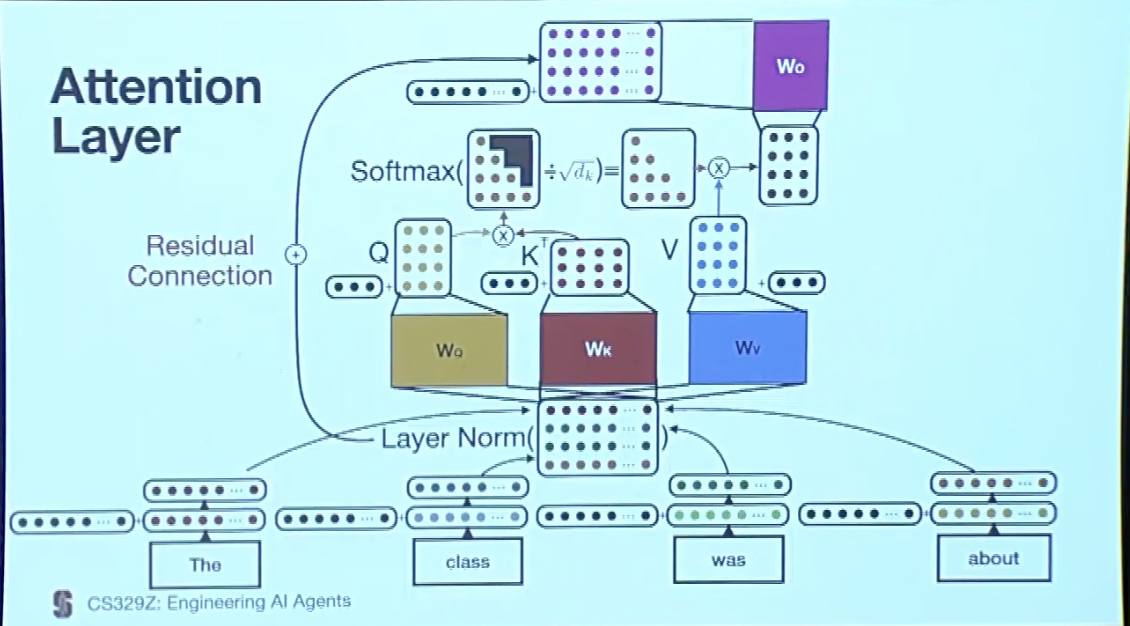 Attention
Layer
Wo
Softmax(
÷√dk)=
X
Residual
Connection
+
Q
X
K^T
V
+
+
+
+
WQ
WK
WV
Layer Norm(
)
...
+
+
+
+
The
class
was
about
CS329Z: Engineering AI Agents